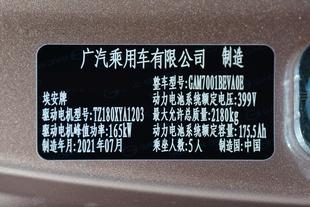 广汽乘用车有限公司 制造
整车型号:GAM7001BEVA0E
埃安牌 动力电池系统额定电压:399V
驱动电机型号:TZ180XYA1203 最大允许总质量:2180kg
驱动电机峰值功率:165kW 动力电池系统额定容量:175.5Ah
制造年月:2021年07月 乘坐人数:5人 制造国:中国